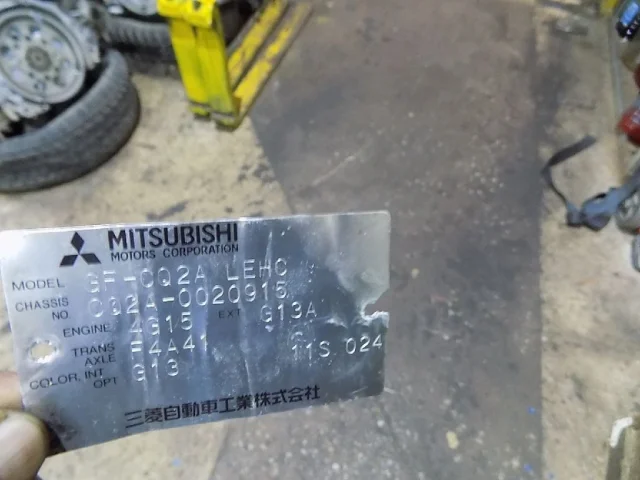 MITSUBISHI
MOTORS CORPORATION
MODEL GF-CQ2A LEHC
CHASSIS NO. CQ2A-0020915
ENGINE 4G15 EXT G13A
TRANS AXLE F4A41
COLOR, INT OPT G13 11S 024
三菱自動車工業株式会社